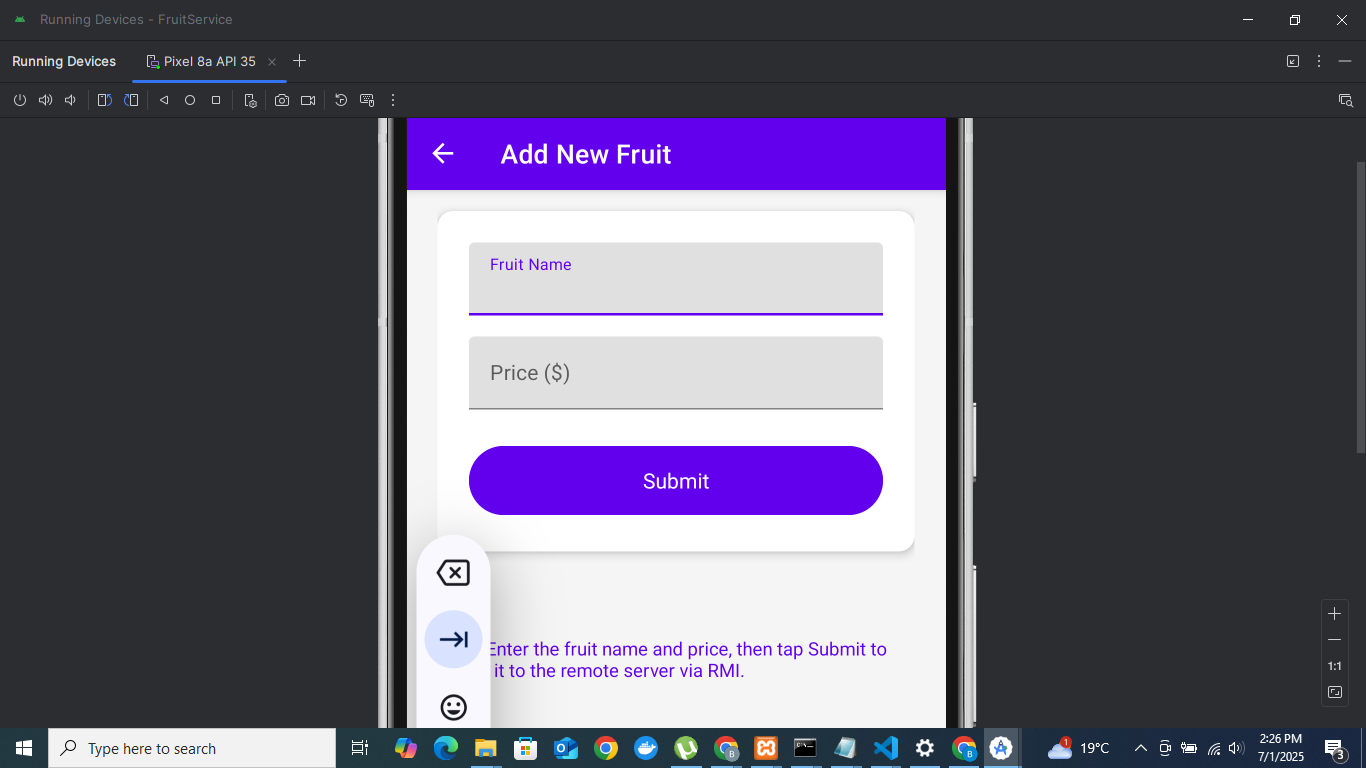 Running Devices - FruitService
Running Devices
Pixel 8a API 35
Add New Fruit
Fruit Name
Price ($)
Submit
Enter the fruit name and price, then tap Submit to
it to the remote server via RMI.
1:1
Type here to search
B
B
1
19°C
2:26 PM
7/1/2025
3